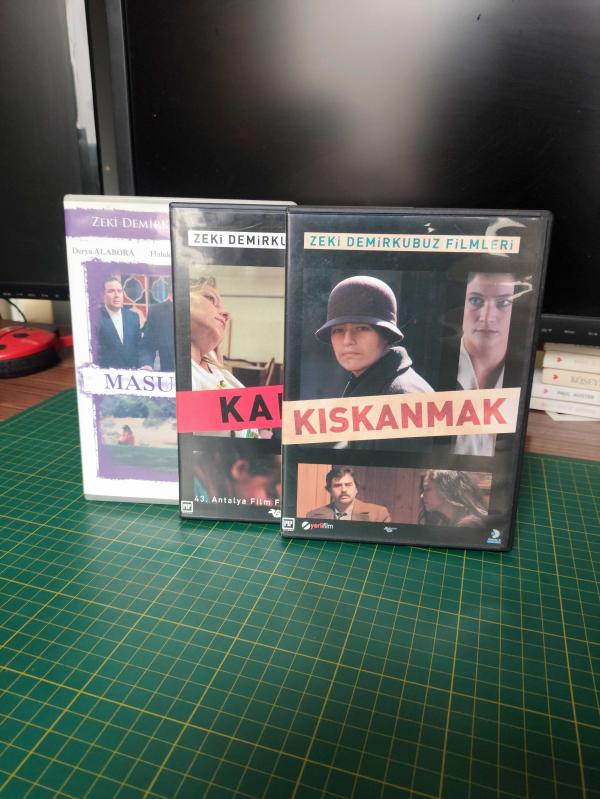 ZEKİ DEMİRK
Derya ALABORA Haluk
MASU
ZEKİ DEMİRKU
KA
43. Antalya Film F
ZEKİ DEMİRKUBUZ FİLMLERİ
KISKANMAK
yerlifilm
KÖSEY
PAUL AUSTER